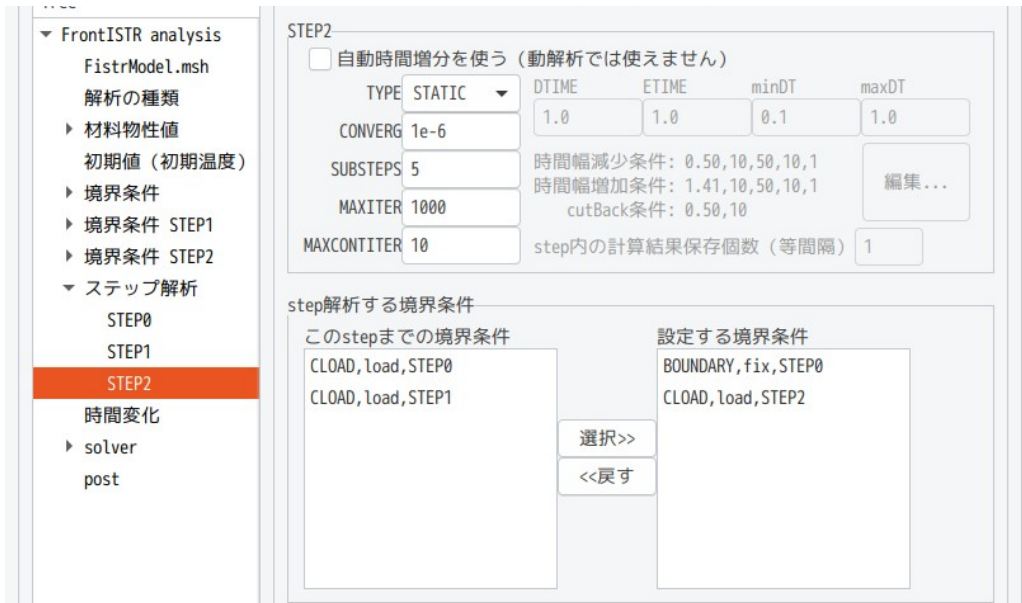 FrontISTR analysis
FistrModel.msh
解析の種類
材料物性値
初期値（初期温度）
境界条件
境界条件 STEP1
境界条件 STEP2
ステップ解析
STEP0
STEP1
STEP2
時間変化
solver
post
STEP2
自動時間増分を使う（動解析では使えません）
TYPE STATIC
DTIME ETIME minDT maxDT
1.0 1.0 0.1 1.0
CONVERG 1e-6
SUBSTEPS 5
MAXITER 1000
MAXCONTITER 10
時間幅減少条件: 0.50,10,50,10,1
時間幅増加条件: 1.41,10,50,10,1
cutBack条件: 0.50,10
編集...
step内の計算結果保存個数（等間隔） 1
step解析する境界条件
このstepまでの境界条件
CLOAD,load,STEP0
CLOAD,load,STEP1
選択>>
<<戻す
設定する境界条件
BOUNDARY,fix,STEP0
CLOAD,load,STEP2